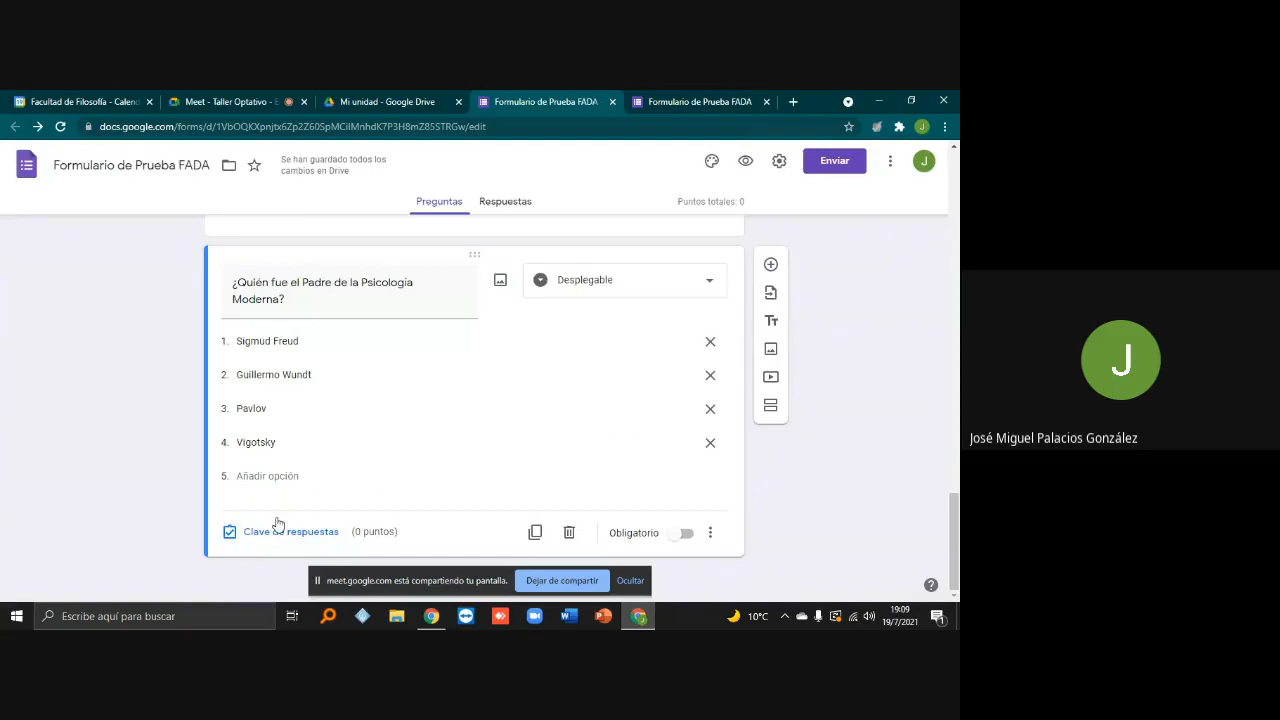 Facultad de Filosofía - Calend
Meet - Taller Optativo - E
Mi unidad - Google Drive
Formulario de Prueba FADA
Formulario de Prueba FADA
docs.google.com/forms/d/1VbOQKXpnjtx6Zp2Z60SpMCilMnhdK7P3H8mZ85STRGw/edit
J
Formulario de Prueba FADA
Se han guardado todos los
cambios en Drive
Enviar
J
Preguntas
Respuestas
Puntos totales: 0
¿Quién fue el Padre de la Psicología
Moderna?
Desplegable
1. Sigmud Freud
2. Guillermo Wundt
3. Pavlov
4. Vigotsky
5. Añadir opción
Clave de respuestas
(0 puntos)
Obligatorio
meet.google.com está compartiendo tu pantalla.
Dejar de compartir
Ocultar
Escribe aquí para buscar
10°C
19:09
19/7/2021
1
J
José Miguel Palacios González